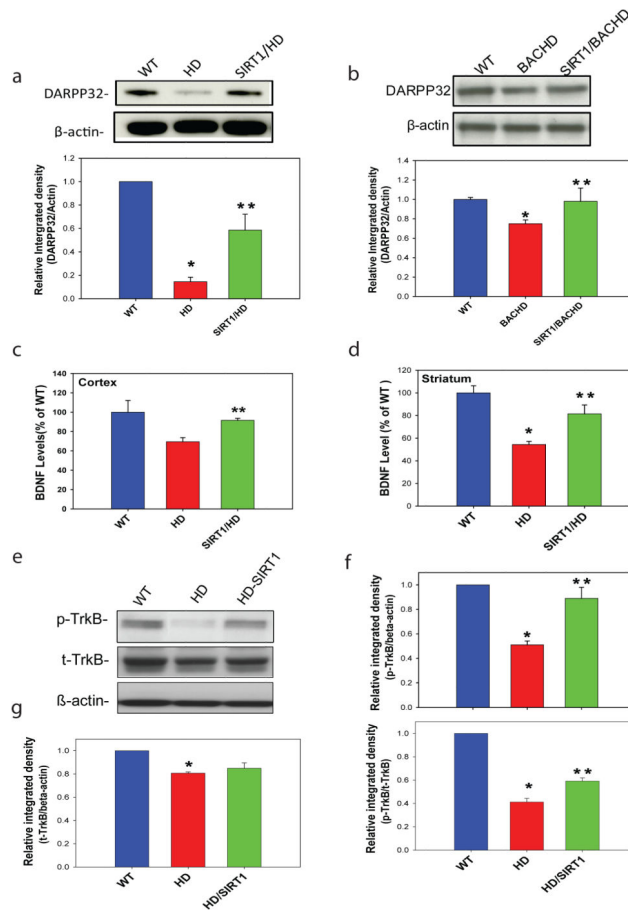 a
WT
HD
SIRT1/HD
DARPP32-
β-actin-
Relative Intergrated density
(DARPP32/Actin)
1.2
1.0
0.8
0.6
0.4
0.2
0.0
*
**
WT
HD
SIRT1/HD
b
WT
BACHD
SIRT1/BACHD
DARPP32
β-actin
Relative Intergrated density
(DARPP32/Actin)
1.4
1.2
1.0
0.8
0.6
0.4
0.2
0.0
*
**
WT
BACHD
SIRT1/BACHD
c
Cortex
BDNF Levels(% of WT)
120
100
80
60
40
20
0
**
WT
HD
SIRT1/HD
d
Striatum
BDNF Level (% of WT )
120
100
80
60
40
20
0
*
**
WT
HD
SIRT1/HD
e
WT
HD
HD-SIRT1
p-TrkB-
t-TrkB-
ß-actin-
f
Relative integrated density
(p-TrkB/beta-actin)
1.0
0.8
0.6
0.4
0.2
0.0
*
**
Relative integrated density
(p-TrkB/t-TrkB)
1.0
0.8
0.6
0.4
0.2
0.0
*
**
WT
HD
HD/SIRT1
g
Relative integrated density
(t-TrkB/beta-actin)
1.0
0.8
0.6
0.4
0.2
0.0
*
WT
HD
HD/SIRT1